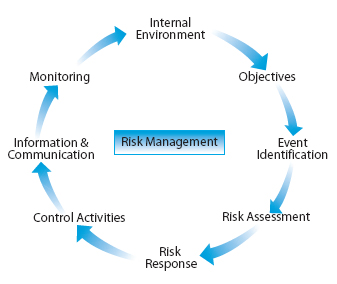 Internal
Environment
Objectives
Event
Identification
Risk Assessment
Risk
Response
Control Activities
Information &
Communication
Monitoring
Risk Management